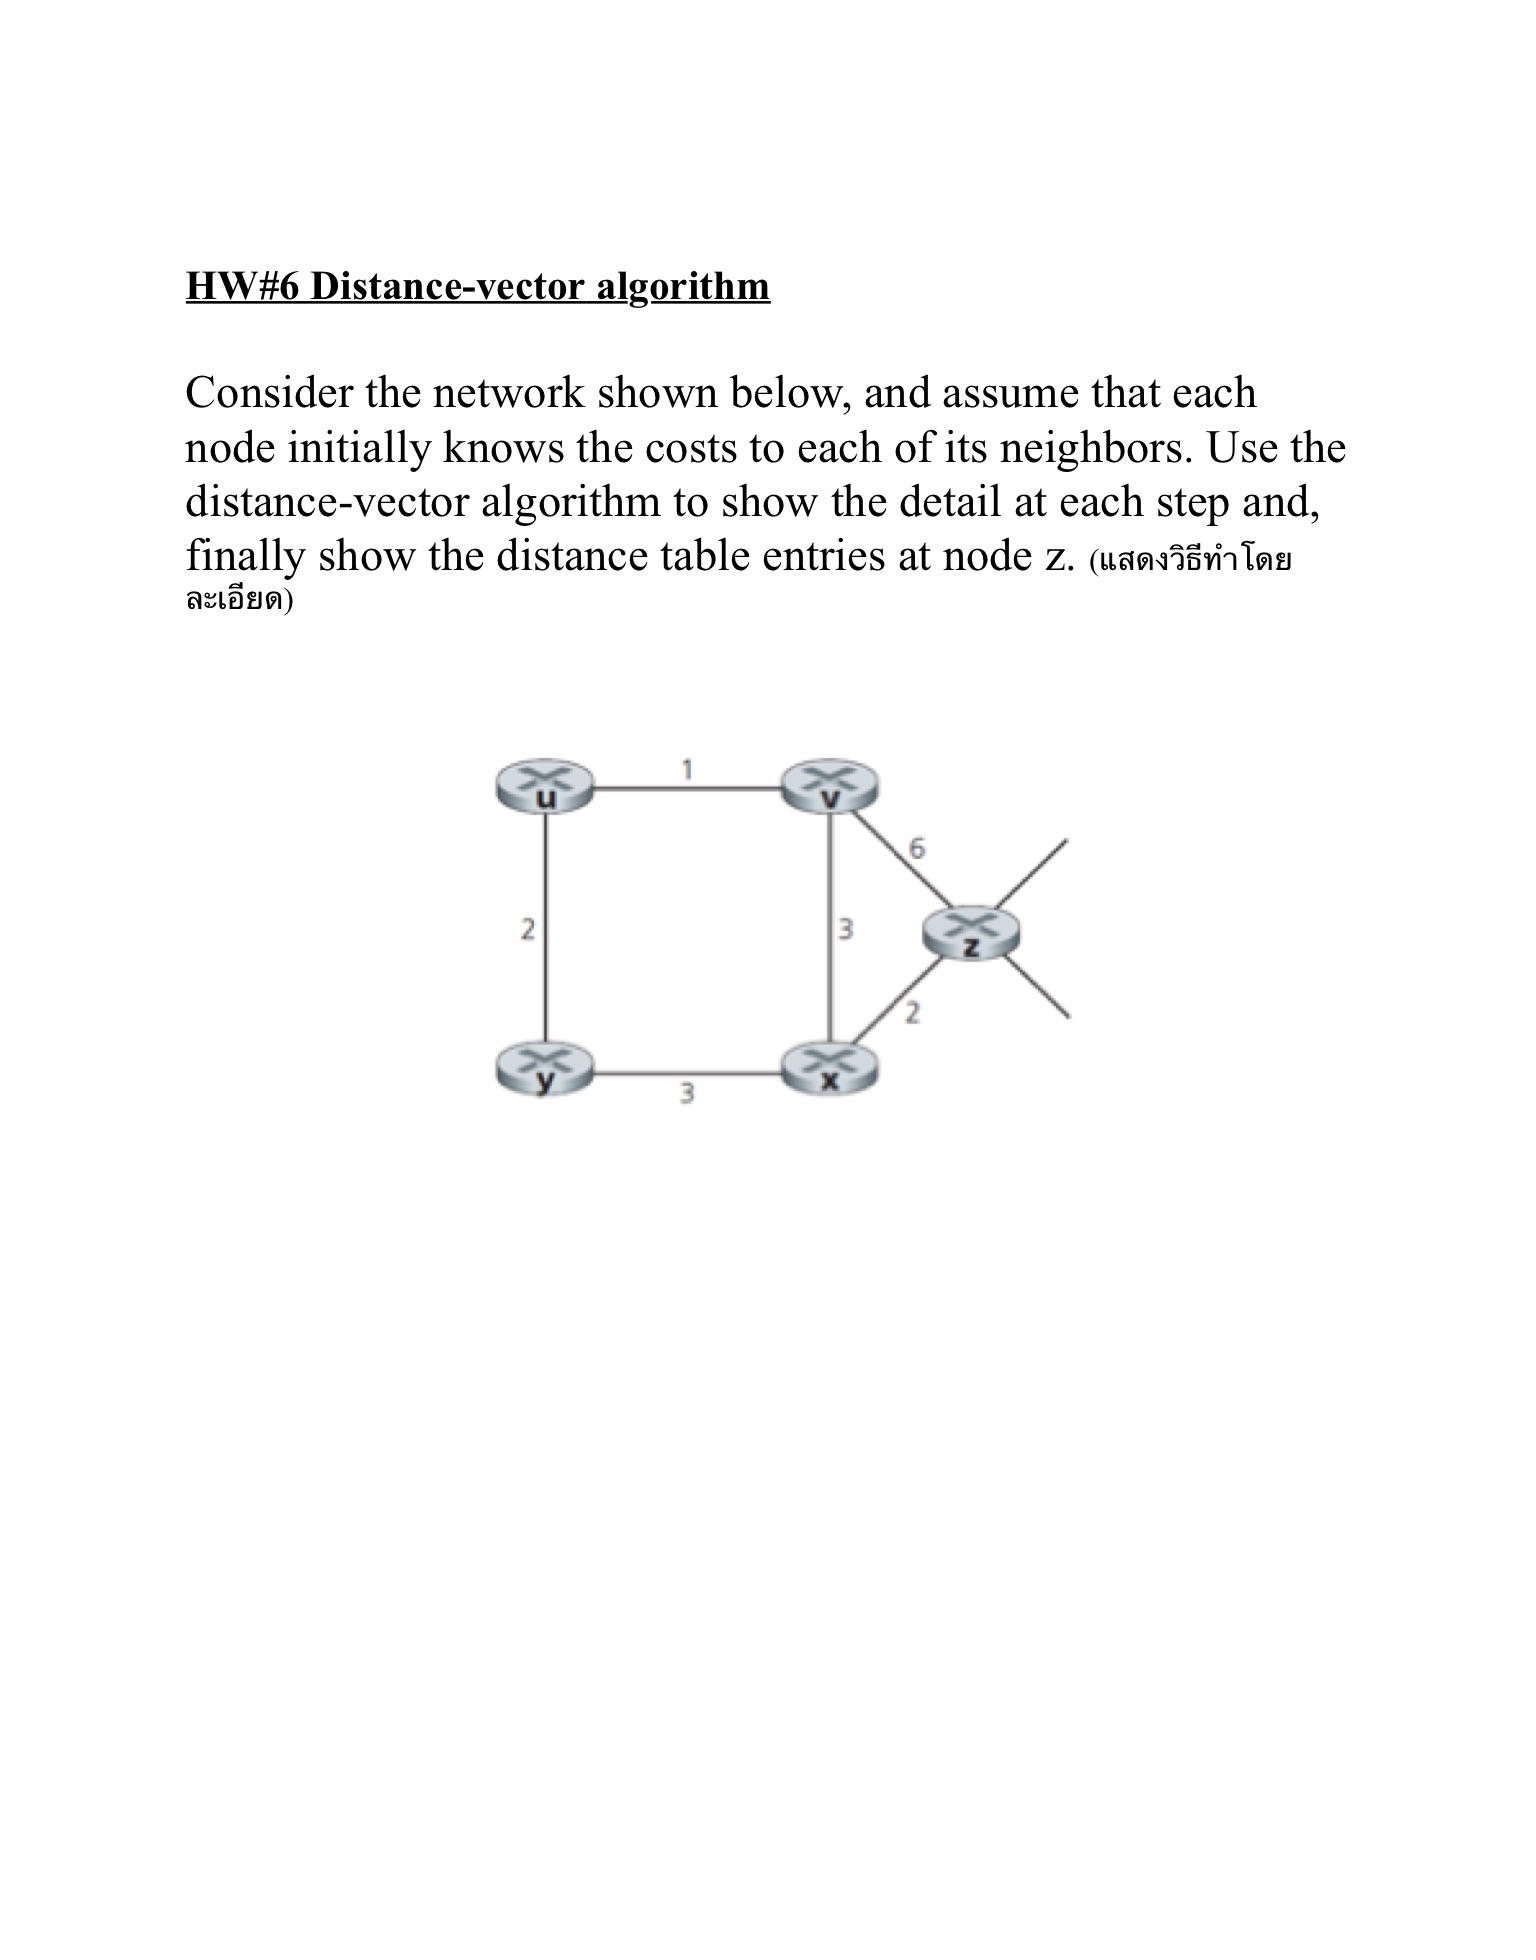 HW#6 Distance-vector algorithm
Consider the network shown below, and assume that each
node initially knows the costs to each of its neighbors. Use the
distance-vector algorithm to show the detail at each step and,
finally show the distance table entries at node z. (แสดงวิธีทำโดย
ละเอียด)
1
u
v
6
2
3
z
2
y
x
3